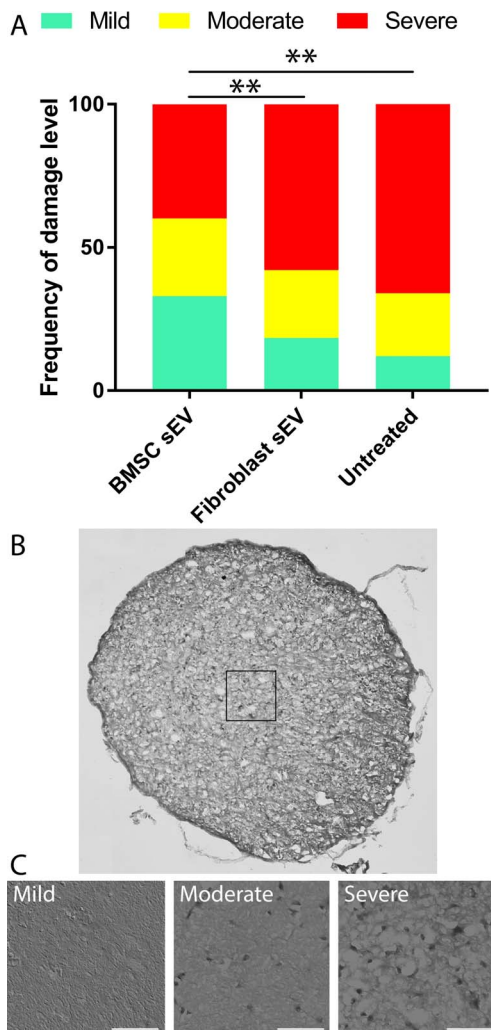 A
Mild Moderate Severe
**
**
Frequency of damage level
100
50
0
BMSC sEV
Fibroblast sEV
Untreated
B
C
Mild Moderate Severe